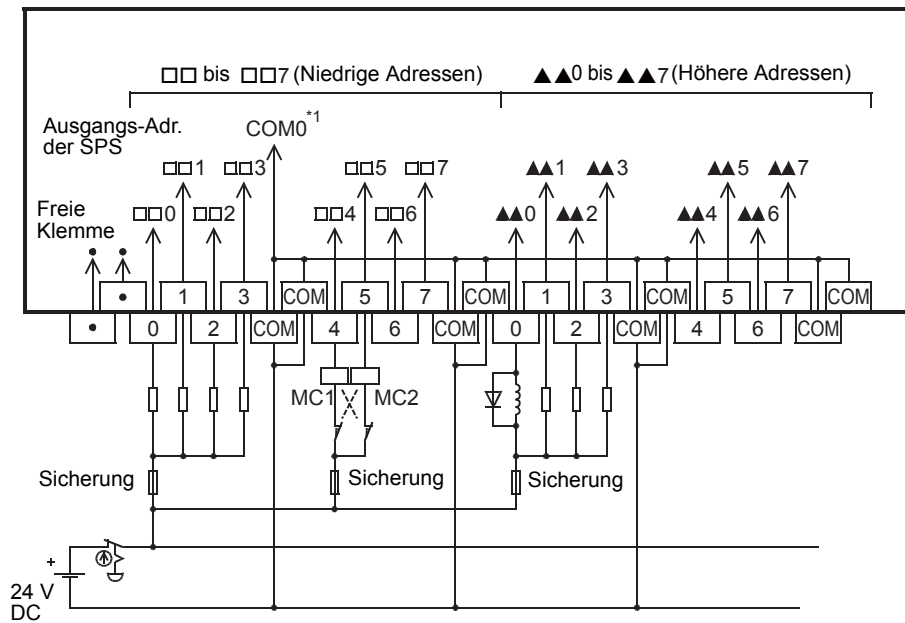 □□ bis □□7 (Niedrige Adressen) ▲▲0 bis ▲▲7 (Höhere Adressen)
Ausgangs-Adr.
der SPS
COM0*1
□□1 □□3 □□5 □□7 ▲▲1 ▲▲3 ▲▲5 ▲▲7
Freie
Klemme
□□0 □□2 □□4 □□6 ▲▲0 ▲▲2 ▲▲4 ▲▲6
• 1 3 COM 5 7 COM 1 3 COM 5 7 COM
• 0 2 COM 4 6 COM 0 2 COM 4 6 COM
MC1 MC2
Sicherung Sicherung Sicherung
+
24 V
DC